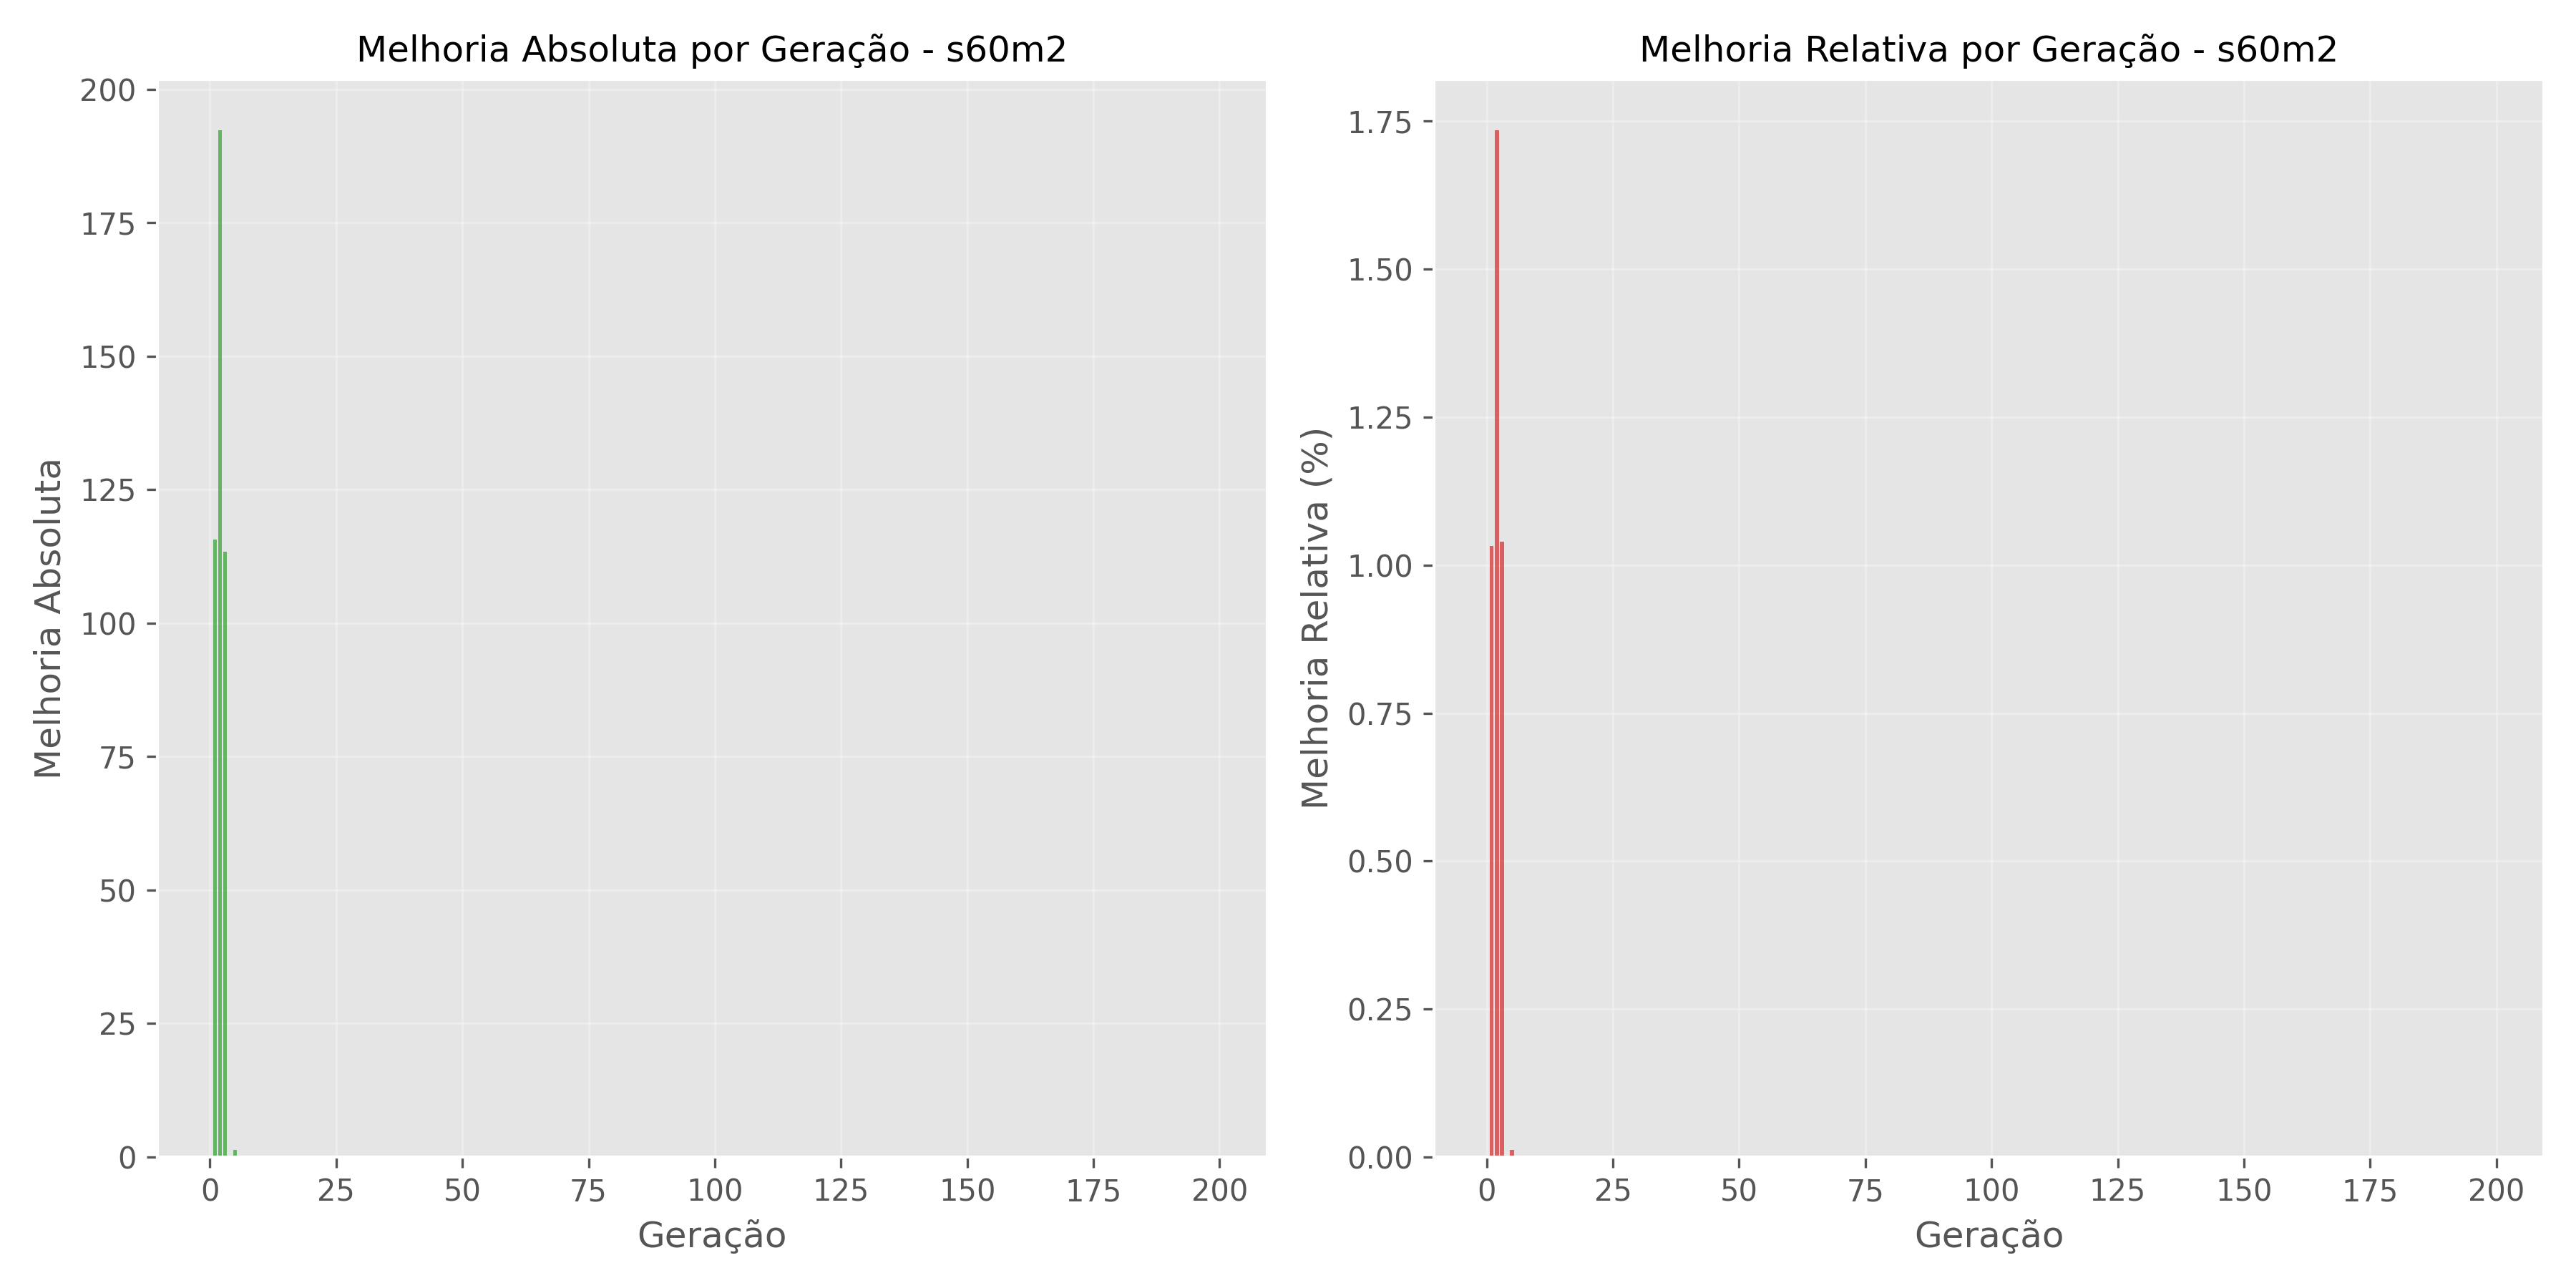 Melhoria Absoluta por Geração - s60m2
200
175
150
125
100
75
50
25
0
Melhoria Absoluta
0 25 50 75 100 125 150 175 200
Geração
Melhoria Relativa por Geração - s60m2
1.75
1.50
1.25
1.00
0.75
0.50
0.25
0.00
Melhoria Relativa (%)
0 25 50 75 100 125 150 175 200
Geração